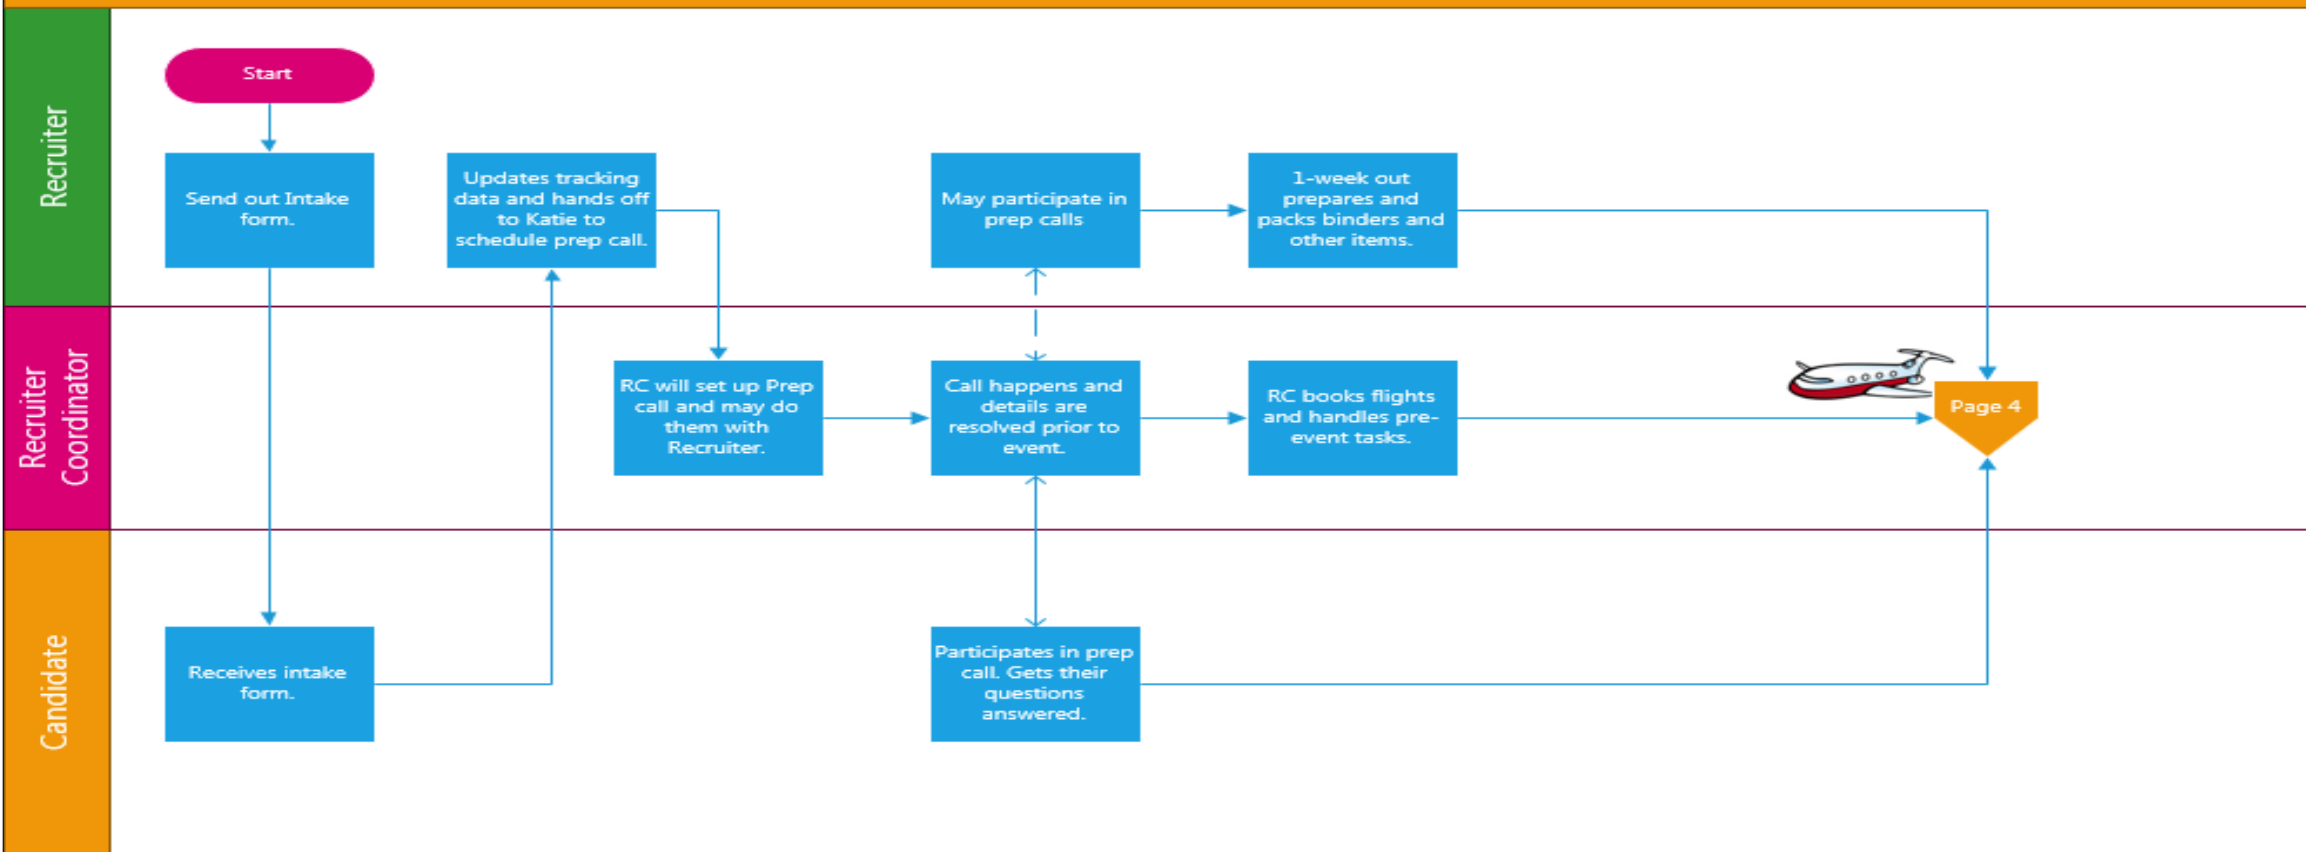 Recruiter
Start
Send out Intake
form.
Updates tracking
data and hands off
to Katie to
schedule prep call.
May participate in
prep calls
1-week out
prepares and
packs binders and
other items.
Recruiter
Coordinator
RC will set up Prep
call and may do
them with
Recruiter.
Call happens and
details are
resolved prior to
event.
RC books flights
and handles pre-
event tasks.
Page 4
Candidate
Receives intake
form.
Participates in prep
call. Gets their
questions
answered.